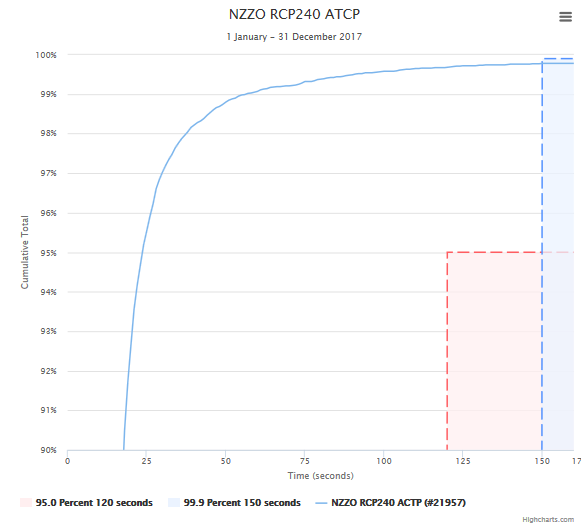 NZZO RCP240 ATCP
1 January – 31 December 2017
100%
99%
98%
97%
96%
95%
94%
93%
92%
91%
90%
Cumulative Total
0 25 50 75 100 125 150 17
Time (seconds)
95.0 Percent 120 seconds 99.9 Percent 150 seconds NZZO RCP240 ACTP (#21957)
Highcharts.com